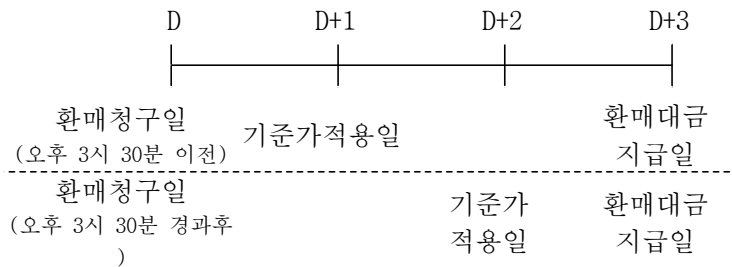 D D+1 D+2 D+3
환매청구일
(오후 3시 30분 이전)
기준가적용일
환매대금
지급일
환매청구일
(오후 3시 30분 경과후
)
기준가
적용일
환매대금
지급일